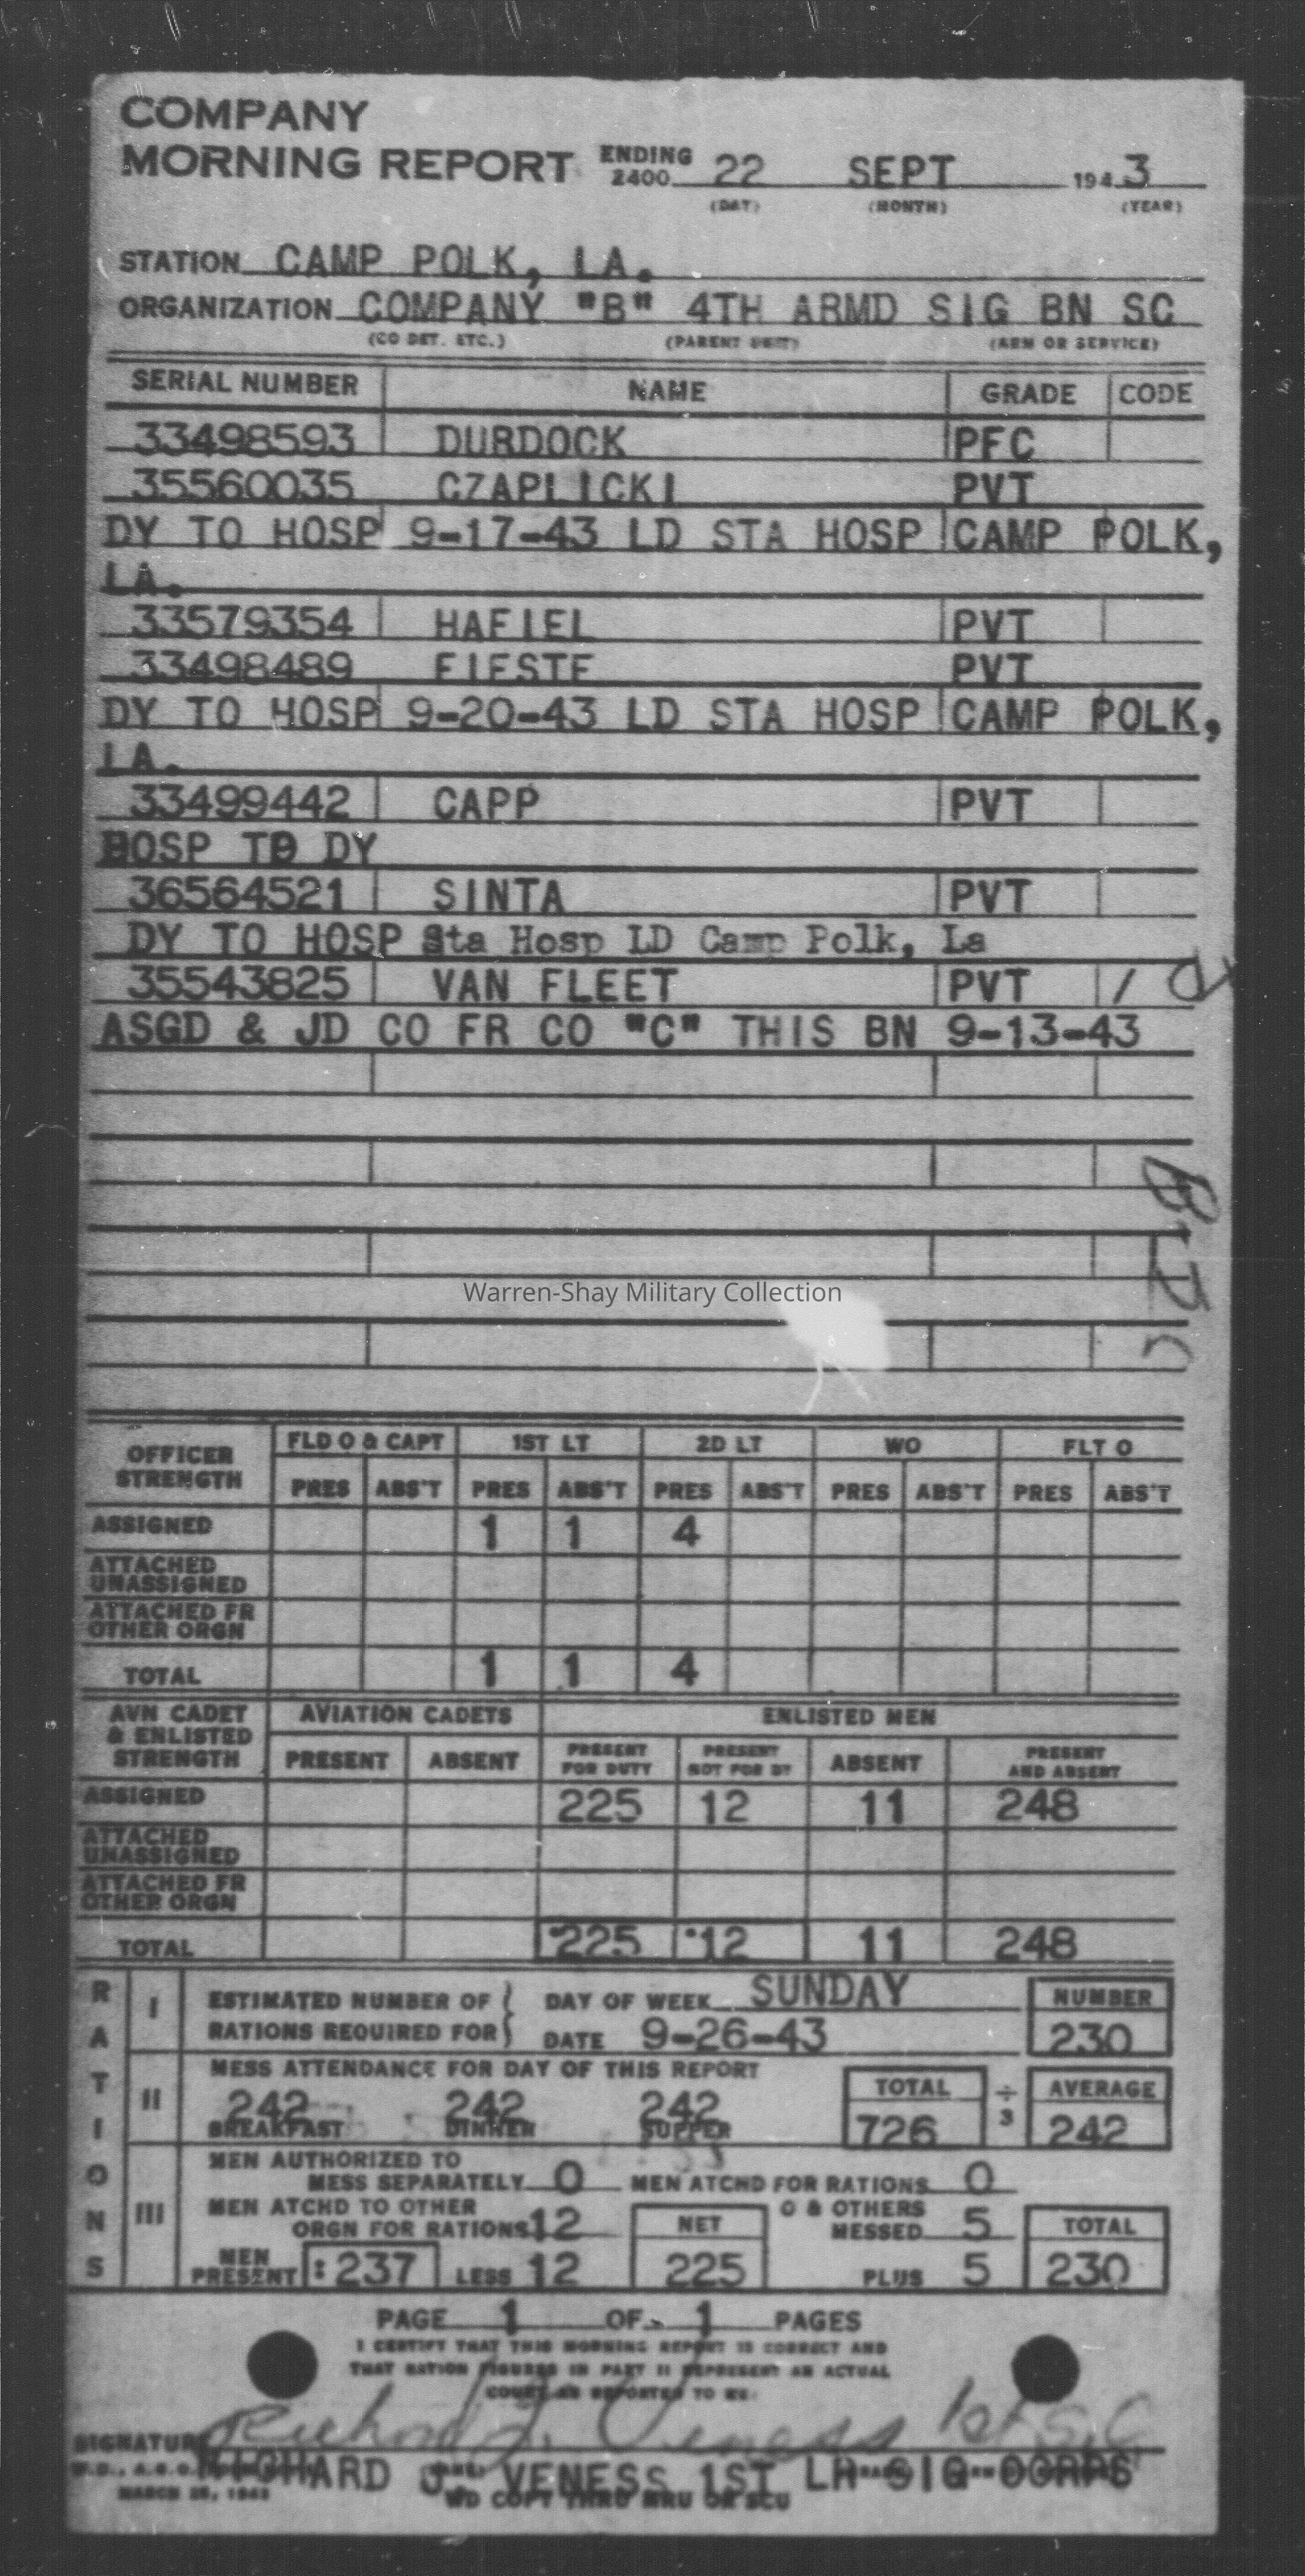 COMPANY
MORNING REPORT ENDING 2400 22 SEPT 194 3
(DAY) (MONTH) (YEAR)
STATION CAMP POLK, LA.
ORGANIZATION COMPANY "B" 4TH ARMD SIG BN SC
(CO DET. ETC.) (PARENT UNIT) (ARM OR SERVICE)
SERIAL NUMBER NAME GRADE CODE
33498593 DURDOCK PFC
35560035 CZAPLICKI PVT
DY TO HOSP 9-17-43 LD STA HOSP CAMP POLK,
LA.
33579354 HAFIEL PVT
33498489 FIESTE PVT
DY TO HOSP 9-20-43 LD STA HOSP CAMP POLK,
LA.
33499442 CAPP PVT
HOSP TO DY
36564521 SINTA PVT
DY TO HOSP Sta Hosp LD Camp Polk, La
35543825 VAN FLEET PVT /
ASGD & JD CO FR CO "C" THIS BN 9-13-43
Warren-Shay Military Collection
OFFICER STRENGTH FLD O & CAPT 1ST LT 2D LT WO FLT O
PRES ABS'T PRES ABS'T PRES ABS'T PRES ABS'T PRES ABS'T
ASSIGNED 1 1 4
ATTACHED UNASSIGNED
ATTACHED FR OTHER ORGN
TOTAL 1 1 4
AVN CADET & ENLISTED STRENGTH AVIATION CADETS ENLISTED MEN
PRESENT ABSENT PRESENT FOR DUTY PRESENT NOT FOR DY ABSENT PRESENT AND ABSENT
ASSIGNED 225 12 11 248
ATTACHED UNASSIGNED
ATTACHED FR OTHER ORGN
TOTAL 225 12 11 248
RATIONS
I ESTIMATED NUMBER OF DAY OF WEEK SUNDAY NUMBER
RATIONS REQUIRED FOR DATE 9-26-43 230
II MESS ATTENDANCE FOR DAY OF THIS REPORT
242 242 242 TOTAL ÷ 3 AVERAGE
BREAKFAST DINNER SUPPER 726 242
III MEN AUTHORIZED TO
MESS SEPARATELY 0 MEN ATCHD FOR RATIONS 0
MEN ATCHD TO OTHER ORGN FOR RATIONS 12 NET O & OTHERS MESSED 5 TOTAL
MEN PRESENT 237 LESS 12 225 PLUS 5 230
PAGE 1 OF 1 PAGES
I CERTIFY THAT THIS MORNING REPORT IS CORRECT AND
THAT RATION FIGURES IN PART II REPRESENT AN ACTUAL
COUNT AS REPORTED TO ME.
SIGNATURE Richard J. Veness 1st SC
RICHARD J. VENESS 1ST LT SIG CORPS
W.D., A.G.O.
MARCH 1943
WD COPY THRU MRU OR SCU